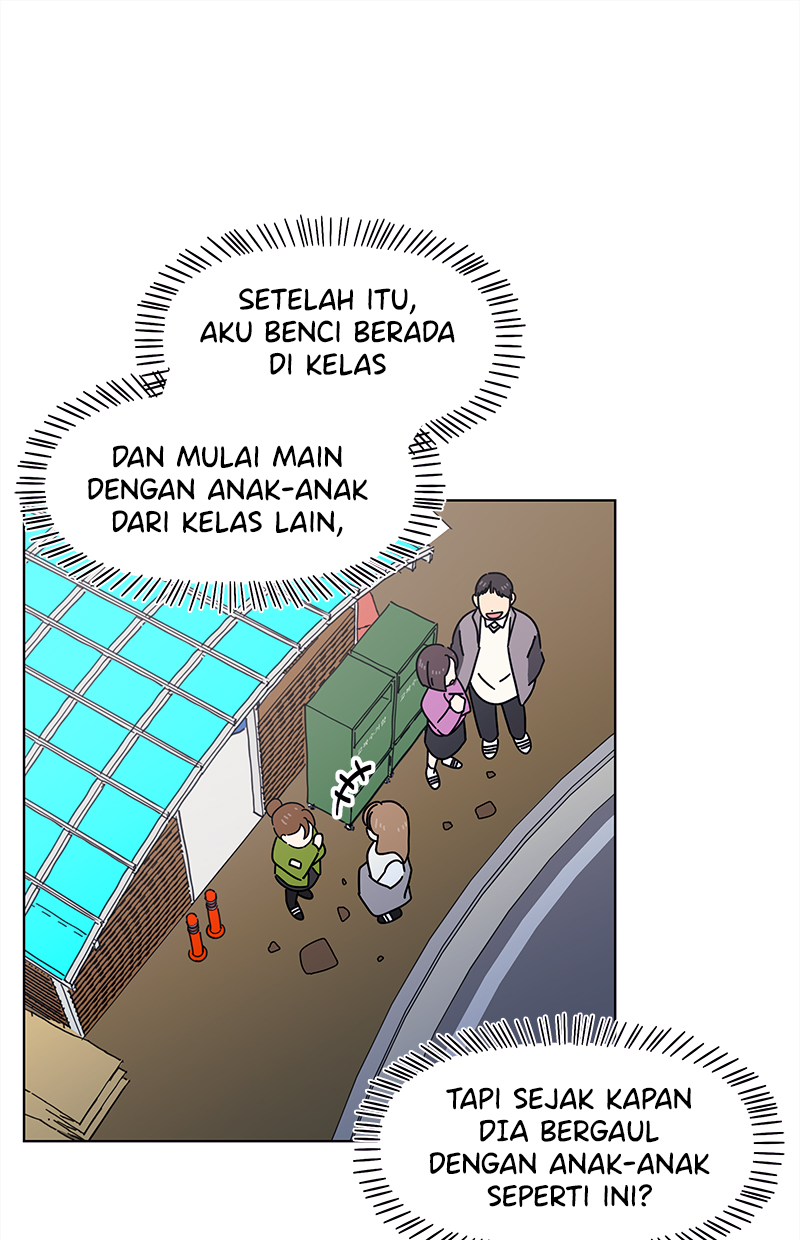 SETELAH ITU,
AKU BENCI BERADA
DI KELAS
DAN MULAI MAIN
DENGAN ANAK-ANAK
DARI KELAS LAIN,
TAPI SEJAK KAPAN
DIA BERGAUL
DENGAN ANAK-ANAK
SEPERTI INI?